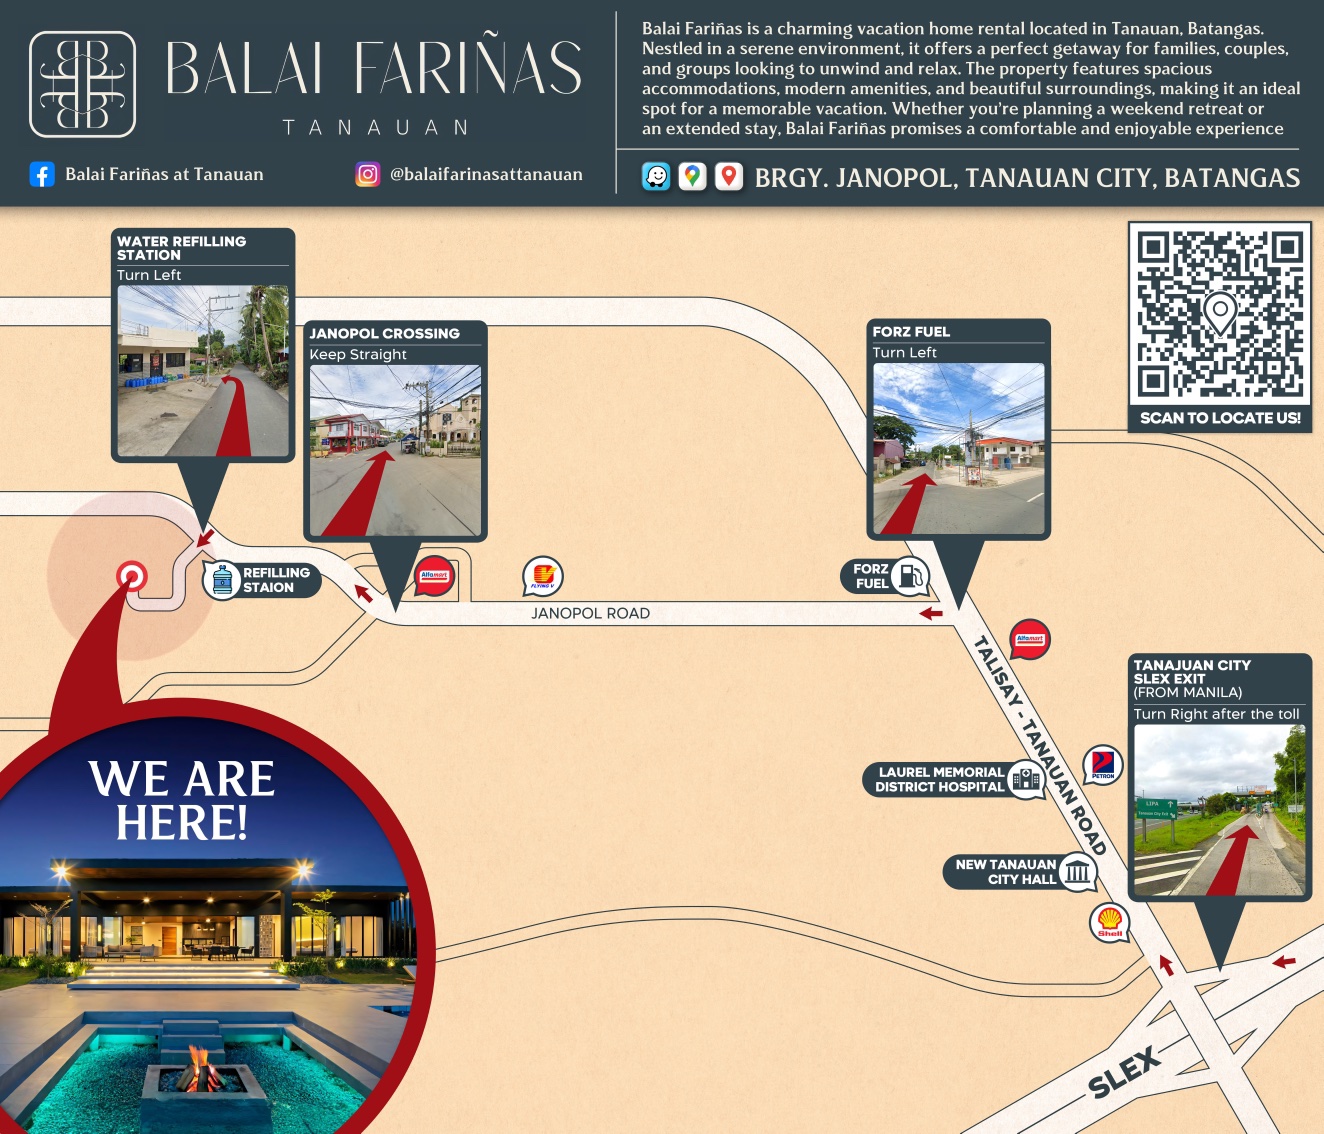 BALAI FARIÑAS
TANAUAN
Balai Fariñas at Tanauan
@balaifarinasattanauan
Balai Fariñas is a charming vacation home rental located in Tanauan, Batangas.
Nestled in a serene environment, it offers a perfect getaway for families, couples,
and groups looking to unwind and relax. The property features spacious
accommodations, modern amenities, and beautiful surroundings, making it an ideal
spot for a memorable vacation. Whether you're planning a weekend retreat or
an extended stay, Balai Fariñas promises a comfortable and enjoyable experience
BRGY. JANOPOL, TANAUAN CITY, BATANGAS
WATER REFILLING
STATION
Turn Left
JANOPOL CROSSING
Keep Straight
FORZ FUEL
Turn Left
SCAN TO LOCATE US!
REFILLING
STAION
Alfamart
FLYING V
JANOPOL ROAD
FORZ
FUEL
Alfamart
TALISAY - TANAUAN ROAD
TANAJUAN CITY
SLEX EXIT
(FROM MANILA)
Turn Right after the toll
LIPA
Tanauan City Exit
LAUREL MEMORIAL
DISTRICT HOSPITAL
PETRON
NEW TANAUAN
CITY HALL
Shell
SLEX
WE ARE
HERE!